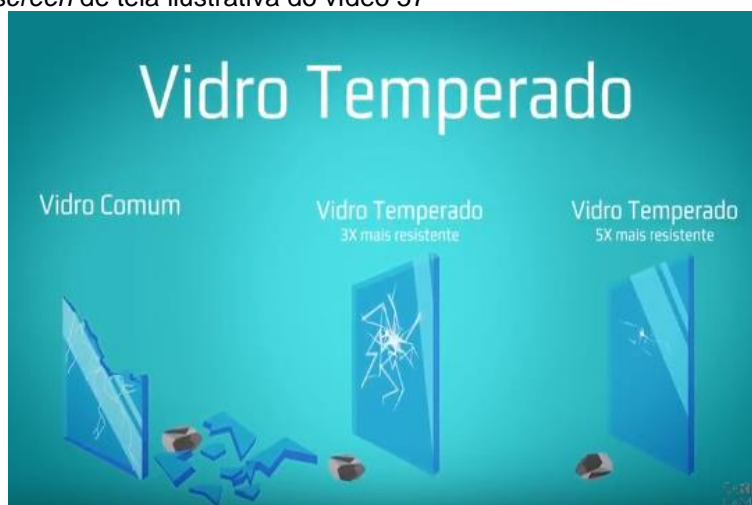 screen de tela ilustrativa do vídeo 57
Vidro Temperado
Vidro Comum
Vidro Temperado
3X mais resistente
Vidro Temperado
5X mais resistente